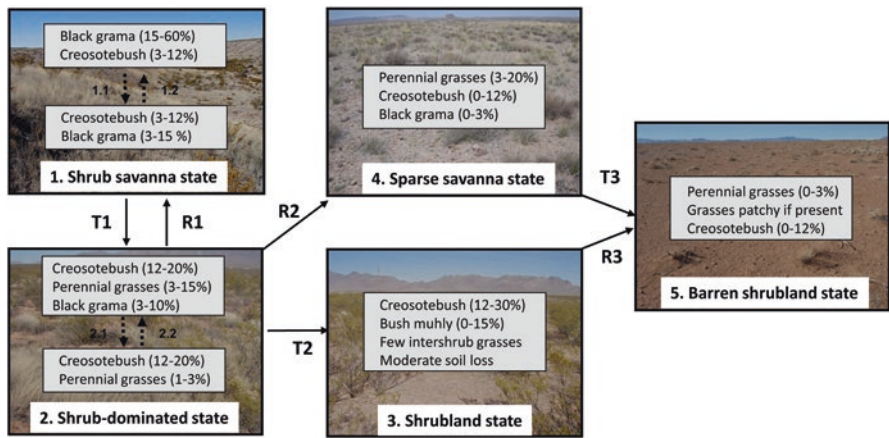 Black grama (15-60%)
Creosotebush (3-12%)
1.1
1.2
Creosotebush (3-12%)
Black grama (3-15 %)
1. Shrub savanna state
T1
R1
Creosotebush (12-20%)
Perennial grasses (3-15%)
Black grama (3-10%)
2.1
2.2
Creosotebush (12-20%)
Perennial grasses (1-3%)
2. Shrub-dominated state
R2
T2
Perennial grasses (3-20%)
Creosotebush (0-12%)
Black grama (0-3%)
4. Sparse savanna state
Creosotebush (12-30%)
Bush muhly (0-15%)
Few intershrub grasses
Moderate soil loss
3. Shrubland state
T3
R3
Perennial grasses (0-3%)
Grasses patchy if present
Creosotebush (0-12%)
5. Barren shrubland state